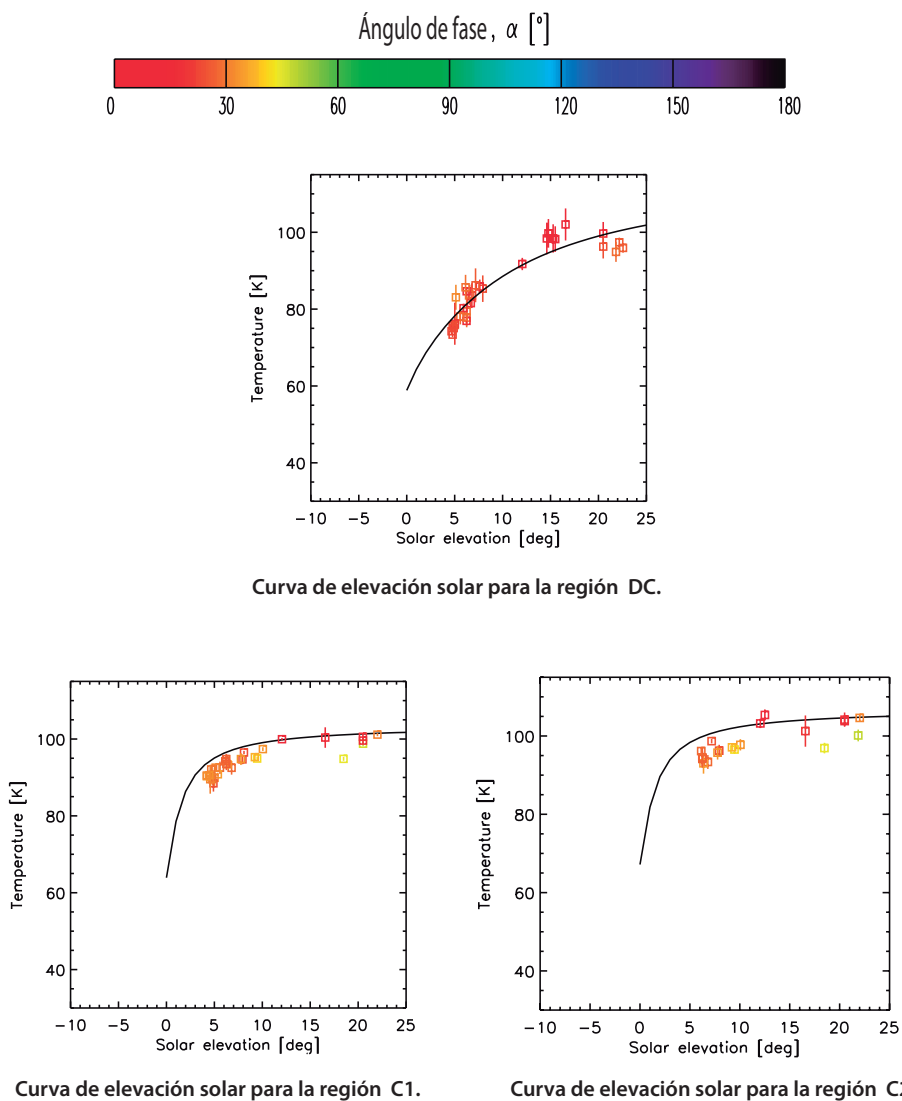 Ángulo de fase, α [°]
0 30 60 90 120 150 180
Temperature [K]
100
80
60
40
−10 −5 0 5 10 15 20 25
Solar elevation [deg]
Curva de elevación solar para la región DC.
Temperature [K]
100
80
60
40
−10 −5 0 5 10 15 20 25
Solar elevation [deg]
Curva de elevación solar para la región C1.
Temperature [K]
100
80
60
40
−10 −5 0 5 10 15 20 25
Solar elevation [deg]
Curva de elevación solar para la región C2